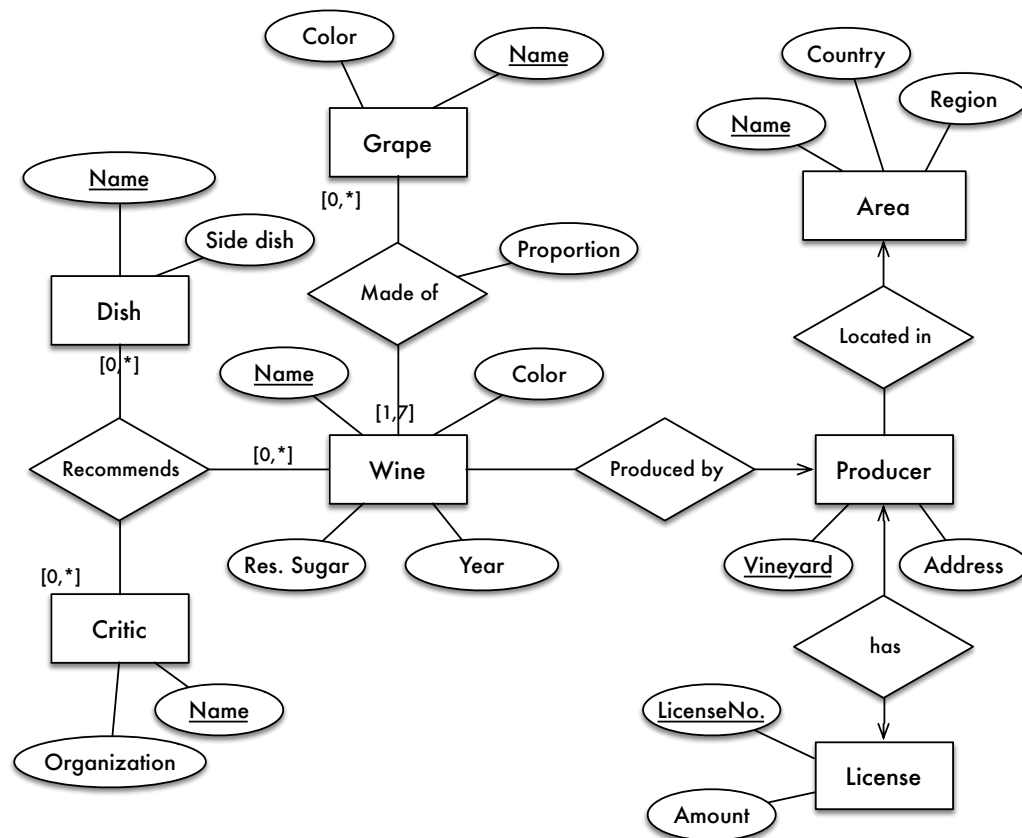 Color
Name
Grape
[0,*]
Country
Region
Name
Area
Name
Side dish
Dish
[0,*]
Proportion
Made of
Located in
Name
Color
[1,7]
Recommends
[0,*]
Wine
Produced by
Producer
Res. Sugar
Year
Vineyard
Address
[0,*]
Critic
has
Name
Organization
LicenseNo.
License
Amount